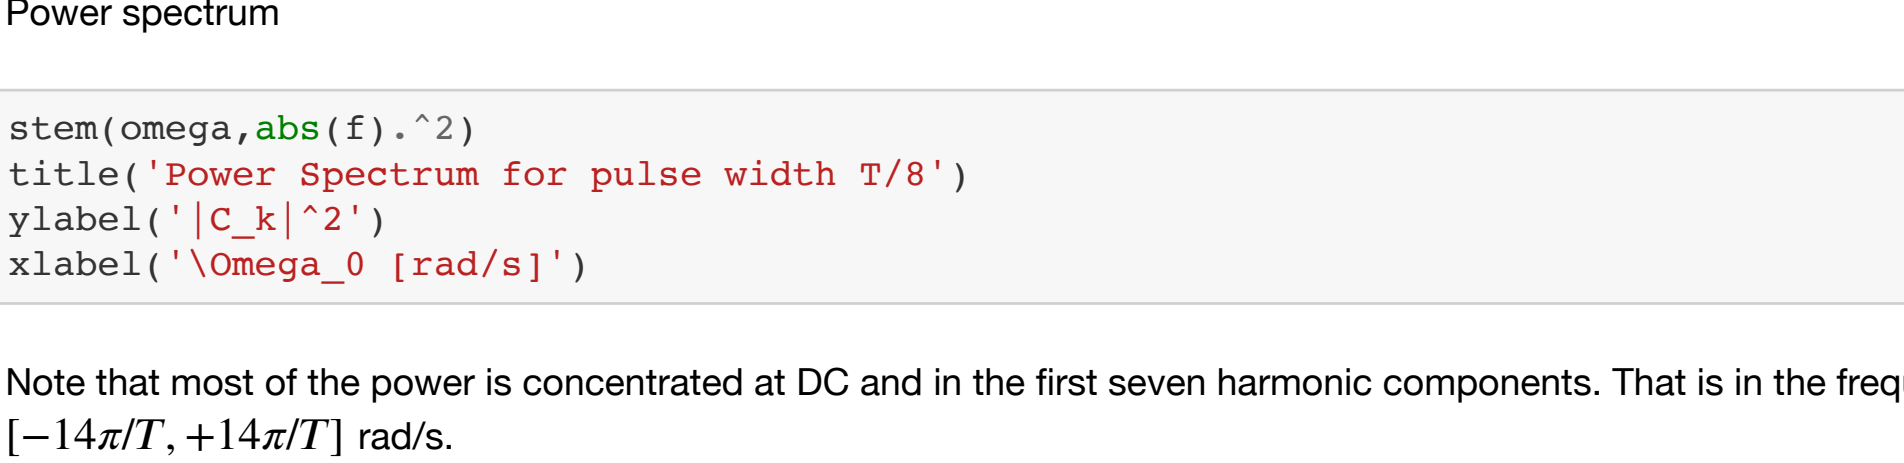 Power spectrum
stem(omega,abs(f).^2)
title('Power Spectrum for pulse width T/8')
ylabel('|C_k|^2')
xlabel('\Omega_0 [rad/s]')
Note that most of the power is concentrated at DC and in the first seven harmonic components. That is in the
[−14π/T, +14π/T] rad/s.